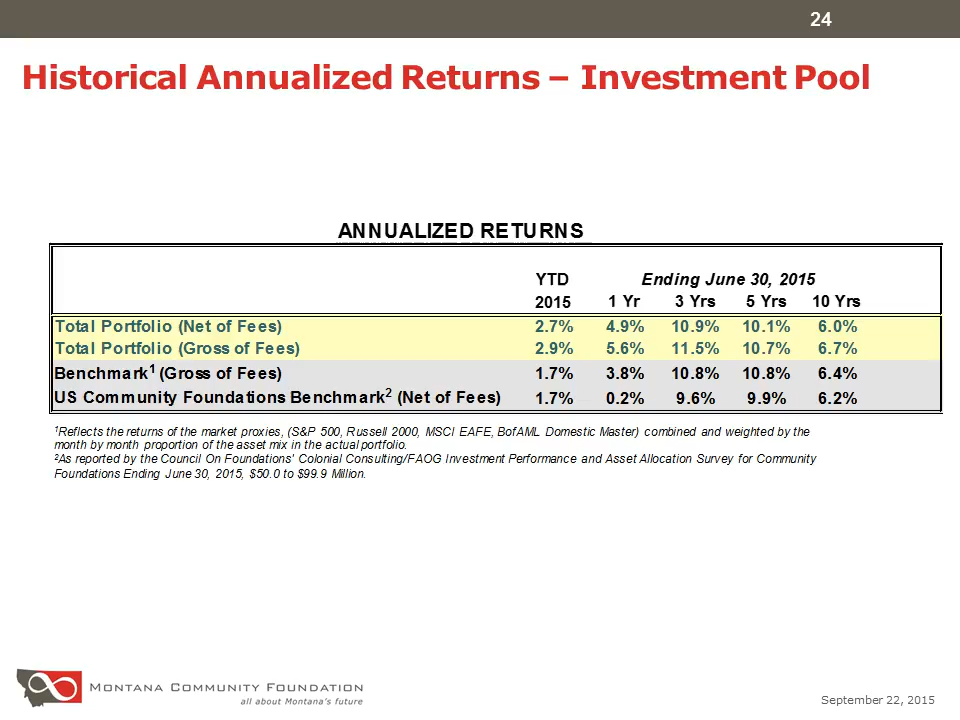 24
Historical Annualized Returns – Investment Pool
ANNUALIZED RETURNS
YTD Ending June 30, 2015
2015 1 Yr 3 Yrs 5 Yrs 10 Yrs
Total Portfolio (Net of Fees) 2.7% 4.9% 10.9% 10.1% 6.0%
Total Portfolio (Gross of Fees) 2.9% 5.6% 11.5% 10.7% 6.7%
Benchmark¹ (Gross of Fees) 1.7% 3.8% 10.8% 10.8% 6.4%
US Community Foundations Benchmark² (Net of Fees) 1.7% 0.2% 9.6% 9.9% 6.2%
¹Reflects the returns of the market proxies, (S&P 500, Russell 2000, MSCI EAFE, BofAML Domestic Master) combined and weighted by the
month by month proportion of the asset mix in the actual portfolio.
²As reported by the Council On Foundations' Colonial Consulting/FAOG Investment Performance and Asset Allocation Survey for Community
Foundations Ending June 30, 2015, $50.0 to $99.9 Million.
MONTANA COMMUNITY FOUNDATION
all about Montana's future
September 22, 2015